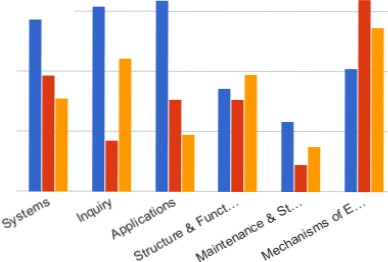 Systems
Inquiry
Applications
Structure & Funct...
Maintenance & St...
Mechanisms of E...